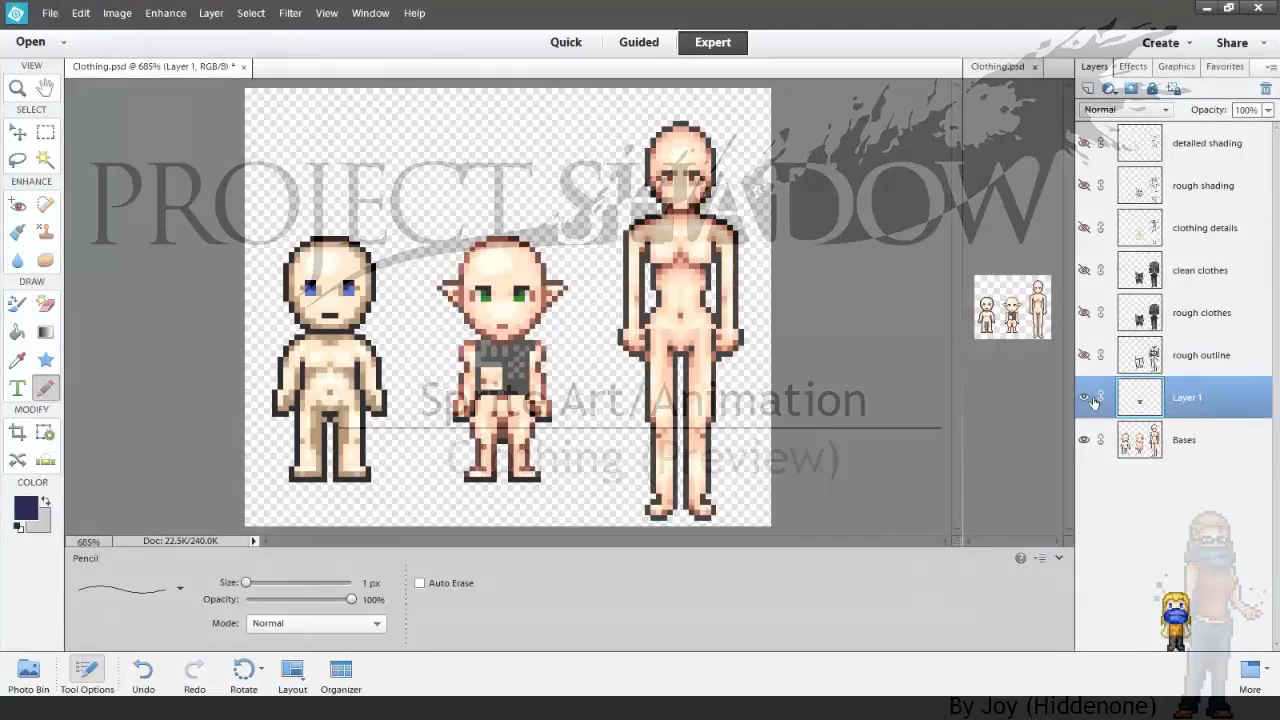 File Edit Image Enhance Layer Select Filter View Window Help
Open Quick Guided Expert Create Share
VIEW Clothing.psd @ 685% (Layer 1, RGB/8) * × Clothing.psd × Layers Effects Graphics Favorites
SELECT Normal Opacity: 100%
detailed shading
PROJECT SHADOW
ENHANCE rough shading
clothing details
clean clothes
DRAW
rough clothes
rough outline
T Layer 1
Sprite Art/Animation
MODIFY
Bases
Clothing (Preview)
COLOR
685% Doc: 22.5K/240.0K
Pencil
Size: 1 px Auto Erase
Opacity: 100%
Mode: Normal
Photo Bin Tool Options Undo Redo Rotate Layout Organizer More
By Joy (Hiddenone)